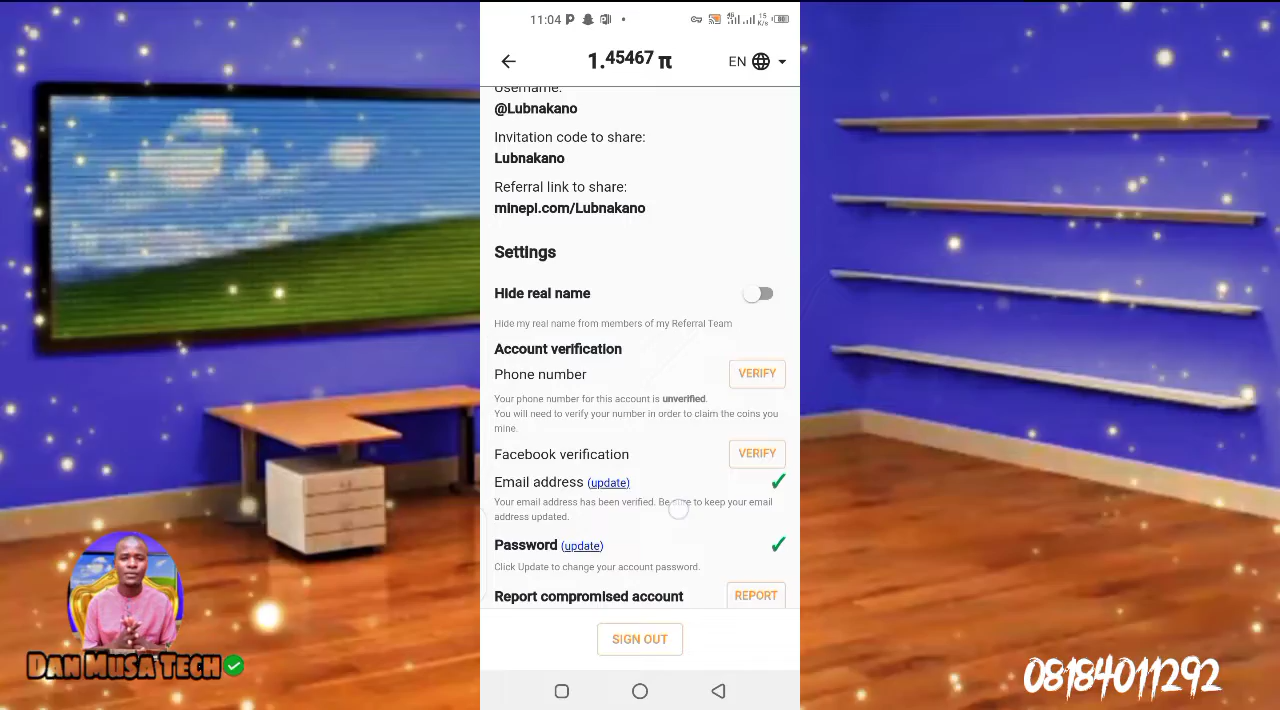 11:04
15
K/s
1.45467 π
EN
Username:
@Lubnakano
Invitation code to share:
Lubnakano
Referral link to share:
minepi.com/Lubnakano
Settings
Hide real name
Hide my real name from members of my Referral Team
Account verification
Phone number
VERIFY
Your phone number for this account is unverified.
You will need to verify your number in order to claim the coins you
mine.
Facebook verification
VERIFY
Email address (update)
Your email address has been verified. Be sure to keep your email
address updated.
Password (update)
Click Update to change your account password.
Report compromised account
REPORT
SIGN OUT
DAN MUSA TECH
08184011292